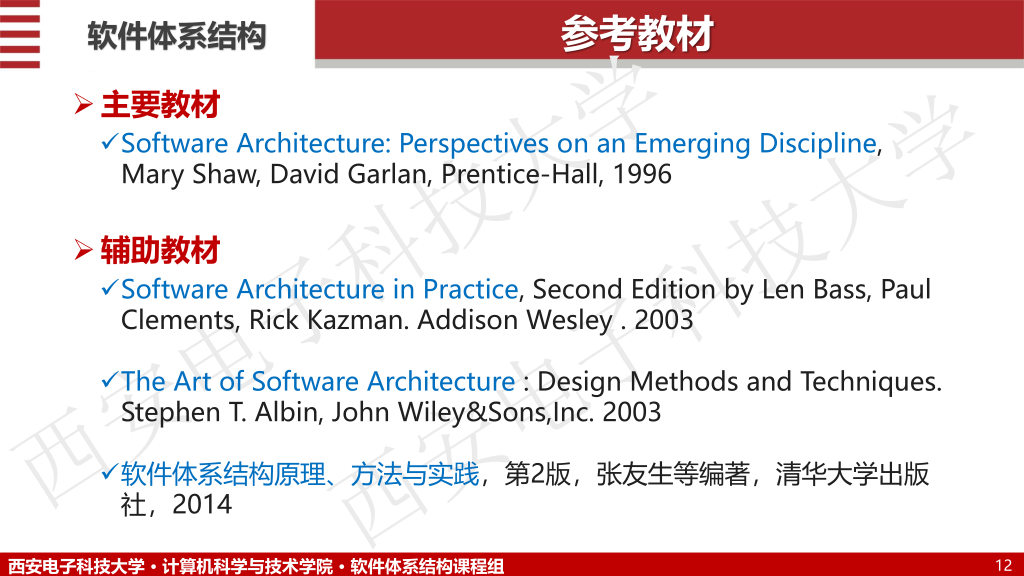 软件体系结构
参考教材
主要教材
Software Architecture: Perspectives on an Emerging Discipline,
Mary Shaw, David Garlan, Prentice-Hall, 1996
辅助教材
Software Architecture in Practice, Second Edition by Len Bass, Paul
Clements, Rick Kazman. Addison Wesley . 2003
The Art of Software Architecture : Design Methods and Techniques.
Stephen T. Albin, John Wiley&Sons,Inc. 2003
软件体系结构原理、方法与实践，第2版，张友生等编著，清华大学出版
社，2014
西安电子科技大学
西安电子科技大学
西安电子科技大学 • 计算机科学与技术学院 • 软件体系结构课程组
12